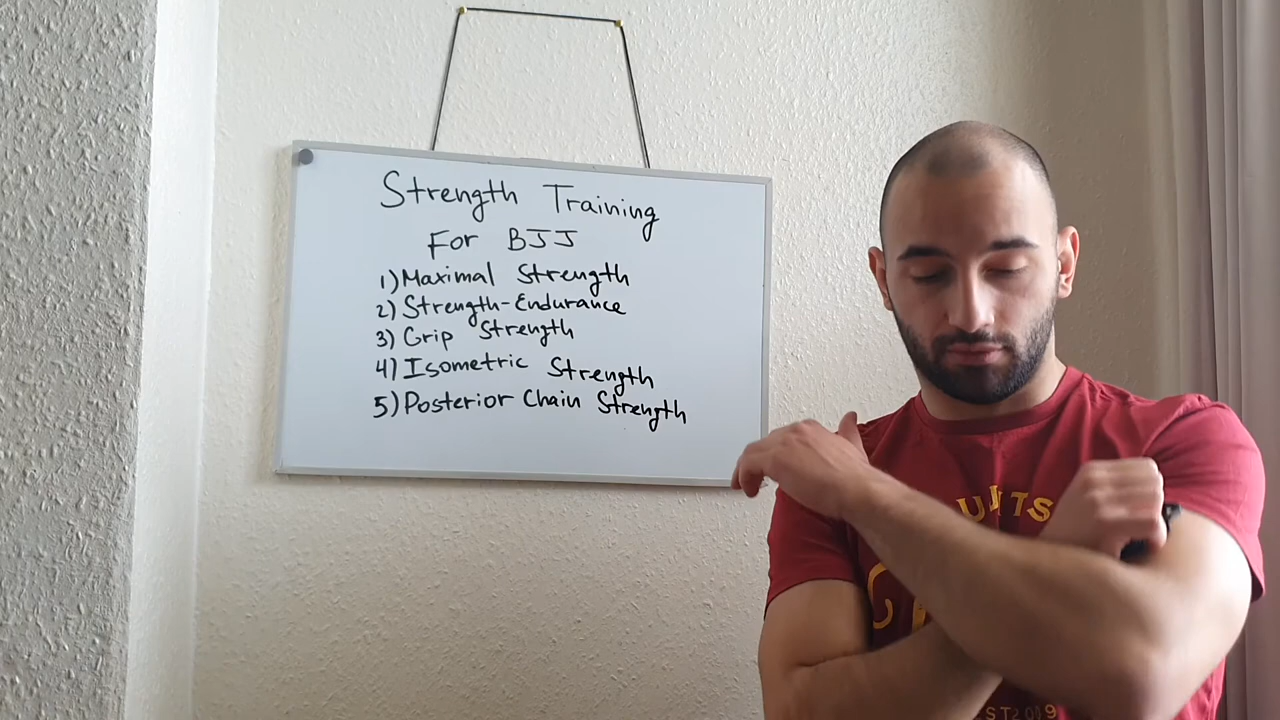 Strength Training
For BJJ
1) Maximal Strength
2) Strength-Endurance
3) Grip Strength
4) Isometric Strength
5) Posterior Chain Strength